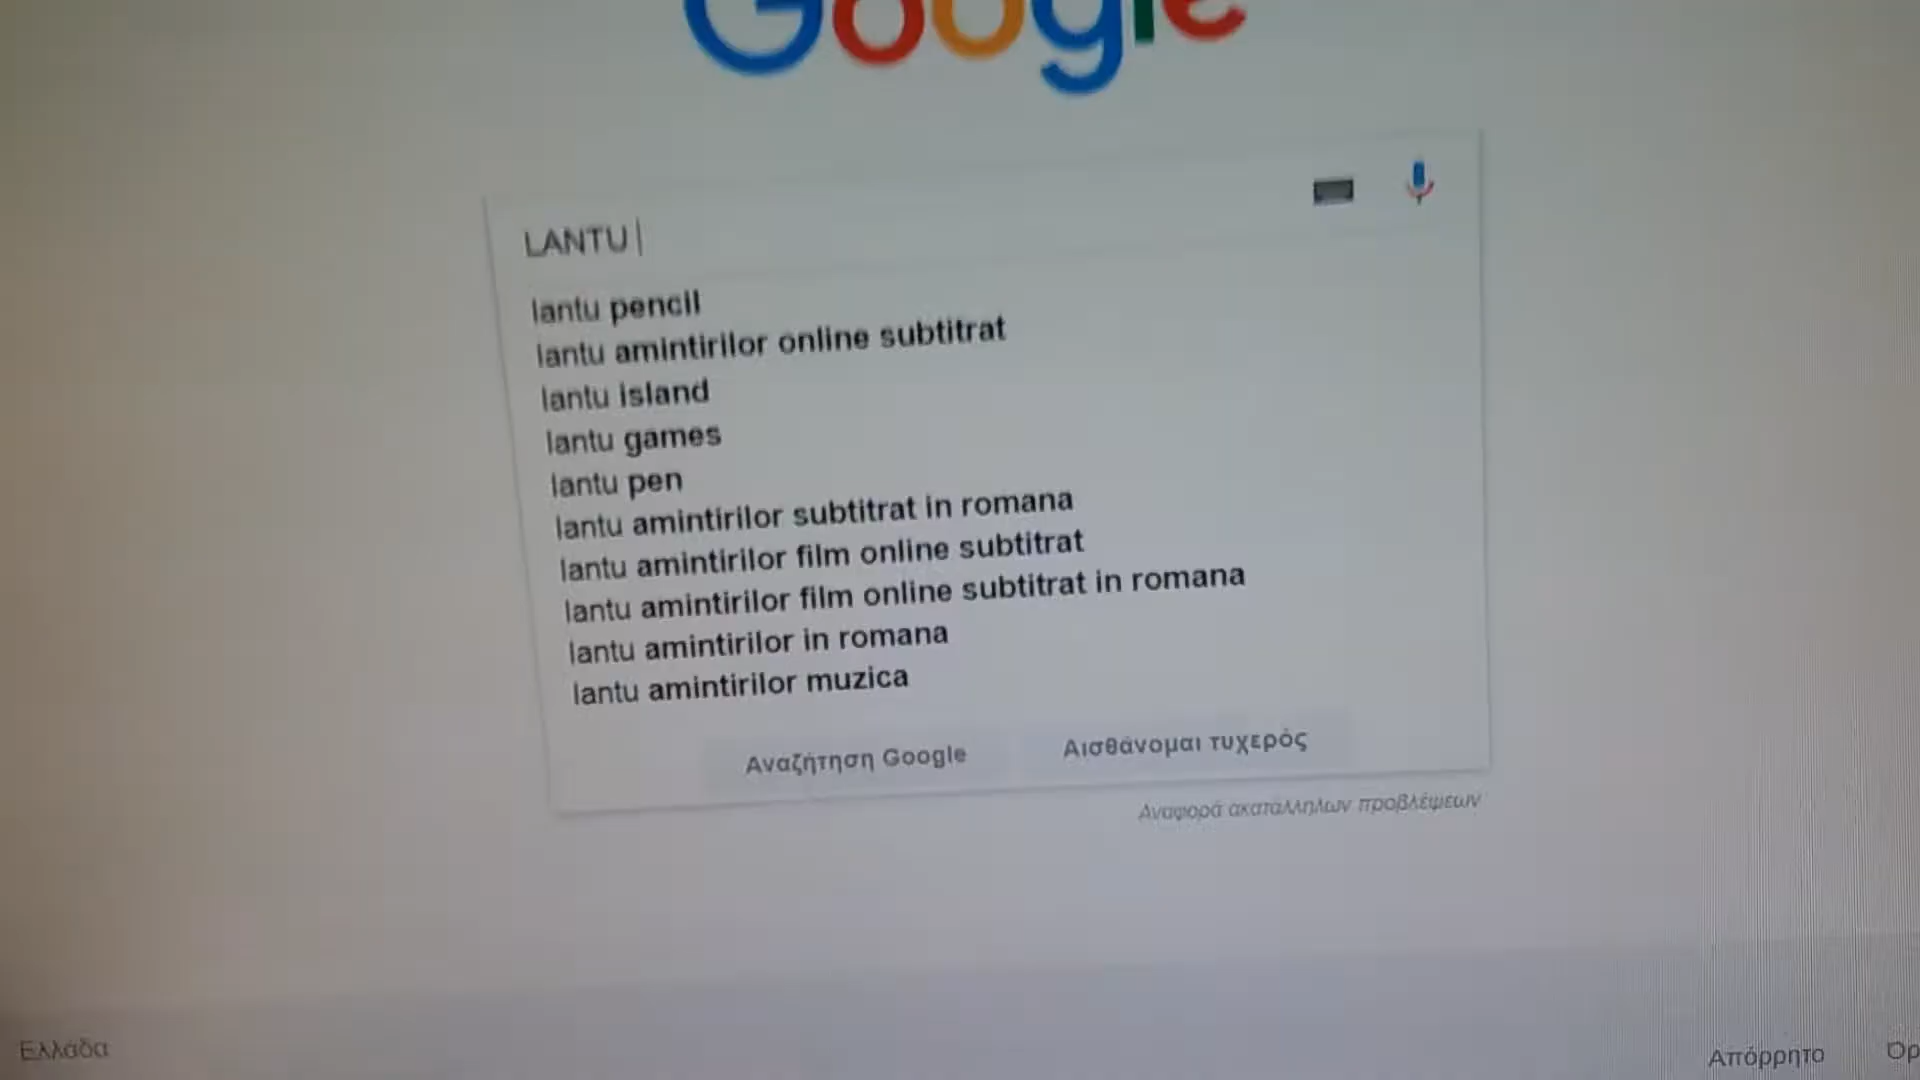 Google
LANTU
lantu pencil
lantu amintirilor online subtitrat
lantu island
lantu games
lantu pen
lantu amintirilor subtitrat in romana
lantu amintirilor film online subtitrat
lantu amintirilor film online subtitrat in romana
lantu amintirilor in romana
lantu amintirilor muzica
Αναζήτηση Google
Αισθάνομαι τυχερός
Αναφορά ακατάλληλων προβλέψεων
Ελλάδα
Απόρρητο